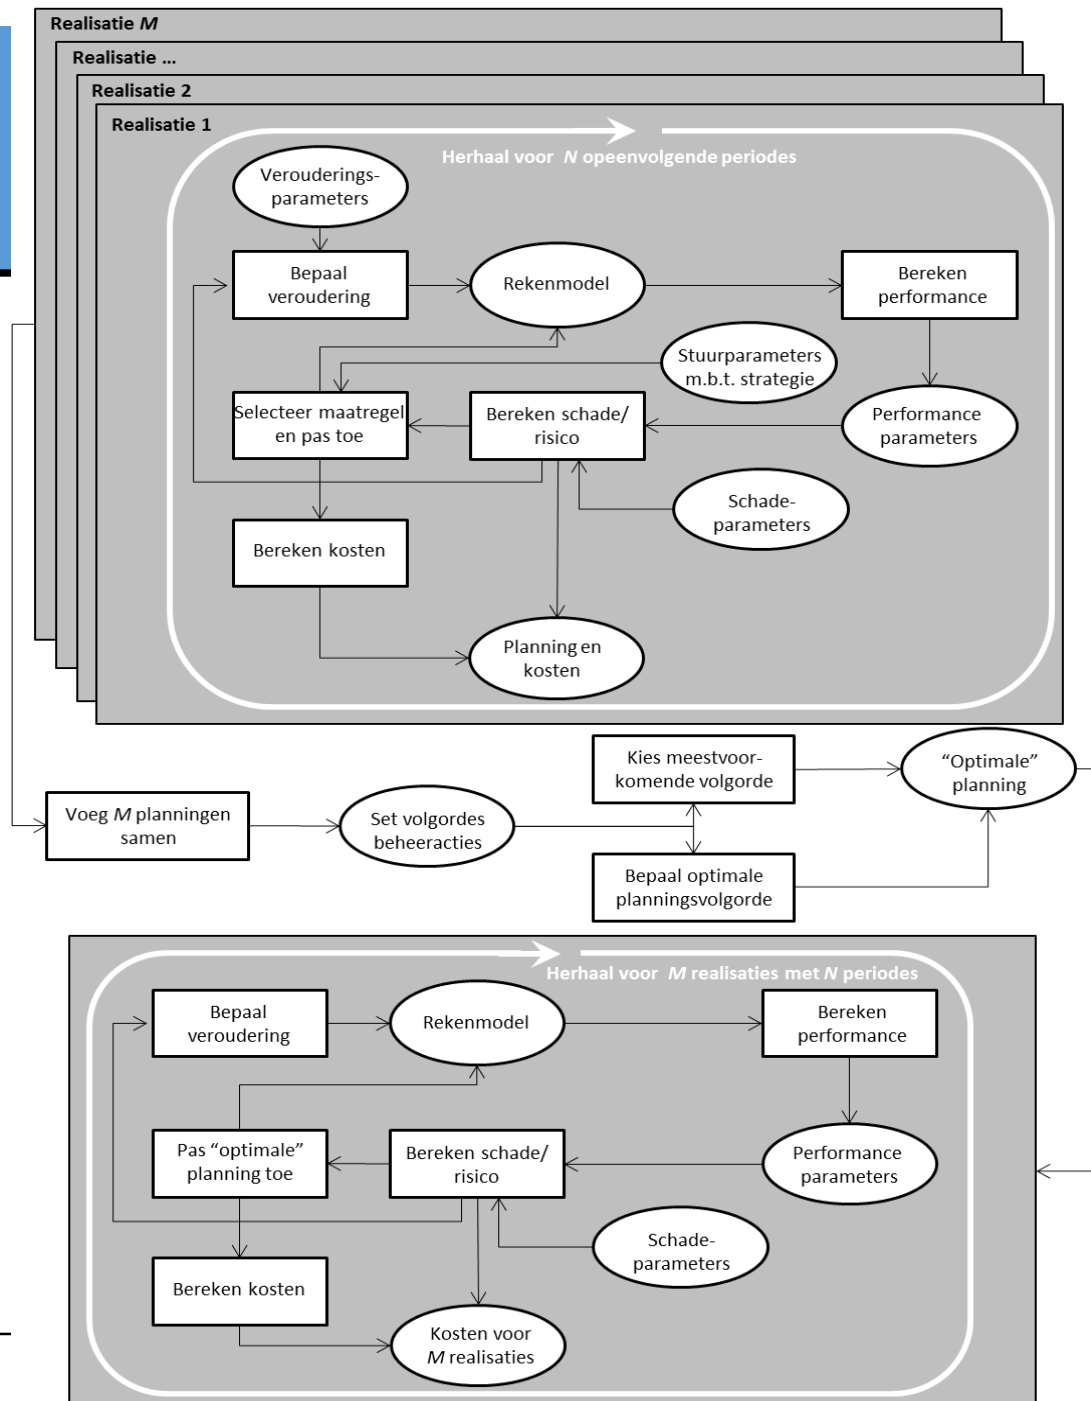 Realisatie M
Realisatie ...
Realisatie 2
Realisatie 1
Herhaal voor N opeenvolgende periodes
Verouderings-
parameters
Bepaal
veroudering
Rekenmodel
Bereken
performance
Stuurparameters
m.b.t. strategie
Selecteer maatregel
en pas toe
Bereken schade/
risico
Performance
parameters
Schade-
parameters
Bereken kosten
Planning en
kosten
Kies meestvoor-
komende volgorde
“Optimale”
planning
Voeg M planningen
samen
Set volgordes
beheeracties
Bepaal optimale
planningsvolgorde
Herhaal voor M realisaties met N periodes
Bepaal
veroudering
Rekenmodel
Bereken
performance
Pas “optimale”
planning toe
Bereken schade/
risico
Performance
parameters
Schade-
parameters
Bereken kosten
Kosten voor
M realisaties